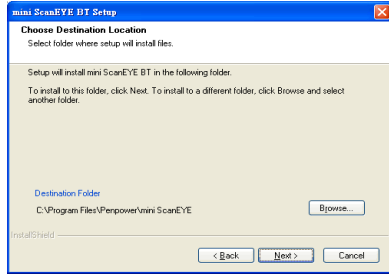 mini ScanEYE BT Setup
Choose Destination Location
Select folder where setup will install files.
Setup will install mini ScanEYE BT in the following folder.
To install to this folder, click Next. To install to a different folder, click Browse and select
another folder.
Destination Folder
C:\Program Files\Penpower\mini ScanEYE
Browse...
InstallShield
< Back
Next >
Cancel